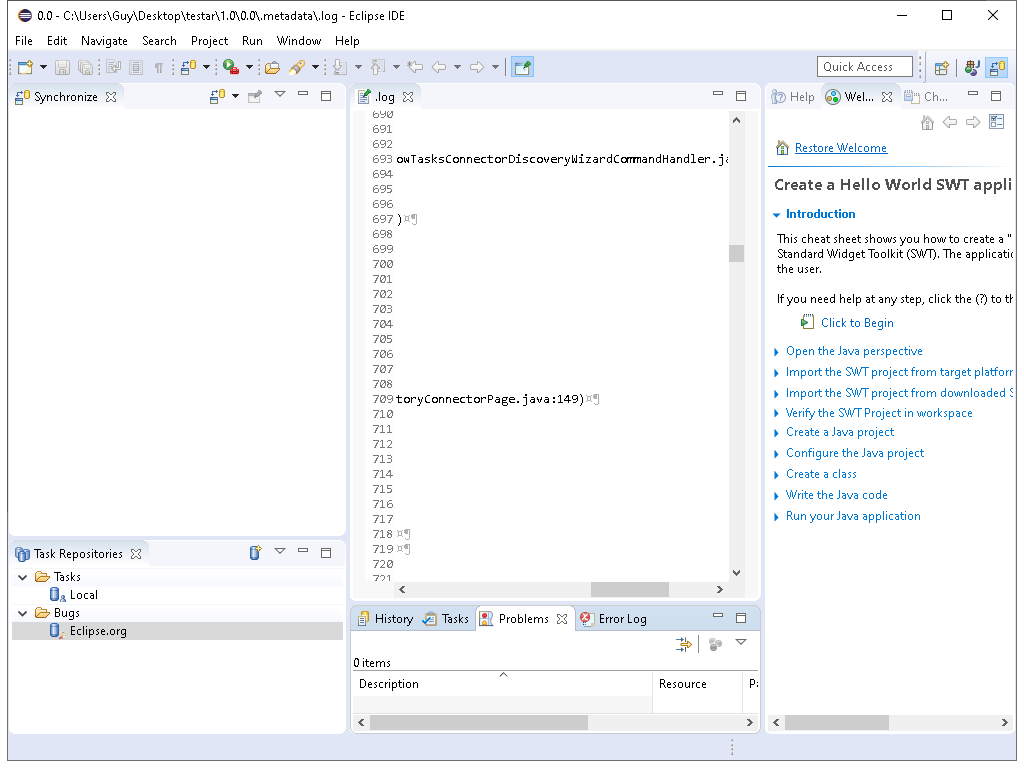 0.0 - C:\Users\Guy\Desktop\testar\1.0\0.0\.metadata\.log - Eclipse IDE
File Edit Navigate Search Project Run Window Help
Quick Access
Synchronize
.log
690
691
692
693 owTasksConnectorDiscoveryWizardCommandHandler.ja
694
695
696
697 )¤¶
698
699
700
701
702
703
704
705
706
707
708
709 toryConnectorPage.java:149)¤¶
710
711
712
713
714
715
716
717
718 ¤¶
719 ¤¶
720
721
Help Wel... Ch...
Restore Welcome
Create a Hello World SWT appli
Introduction
This cheat sheet shows you how to create a "
Standard Widget Toolkit (SWT). The applicatio
the user.
If you need help at any step, click the (?) to th
Click to Begin
Open the Java perspective
Import the SWT project from target platform
Import the SWT project from downloaded S
Verify the SWT Project in workspace
Create a Java project
Configure the Java project
Create a class
Write the Java code
Run your Java application
Task Repositories
Tasks
Local
Bugs
Eclipse.org
History Tasks Problems Error Log
0 items
Description Resource Pa